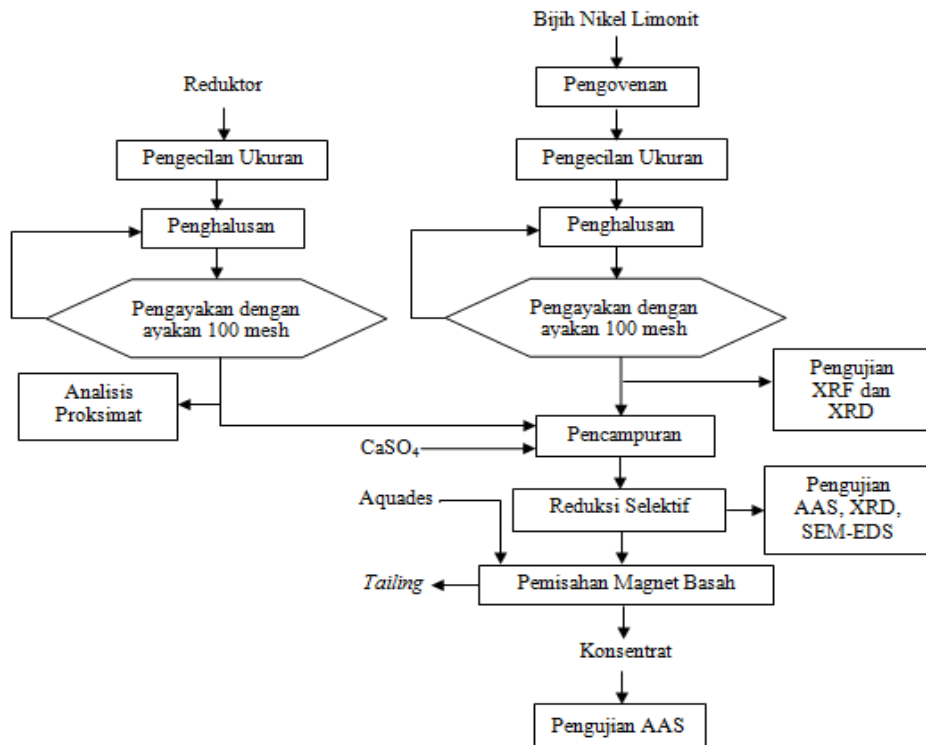 Bijih Nikel Limonit
Pengovenan
Reduktor
Pengecilan Ukuran
Pengecilan Ukuran
Penghalusan
Penghalusan
Pengayakan dengan
ayakan 100 mesh
Pengayakan dengan
ayakan 100 mesh
Analisis
Proksimat
Pengujian
XRF dan
XRD
Pencampuran
CaSO₄
Aquades
Reduksi Selektif
Pengujian
AAS, XRD,
SEM-EDS
Tailing
Pemisahan Magnet Basah
Konsentrat
Pengujian AAS